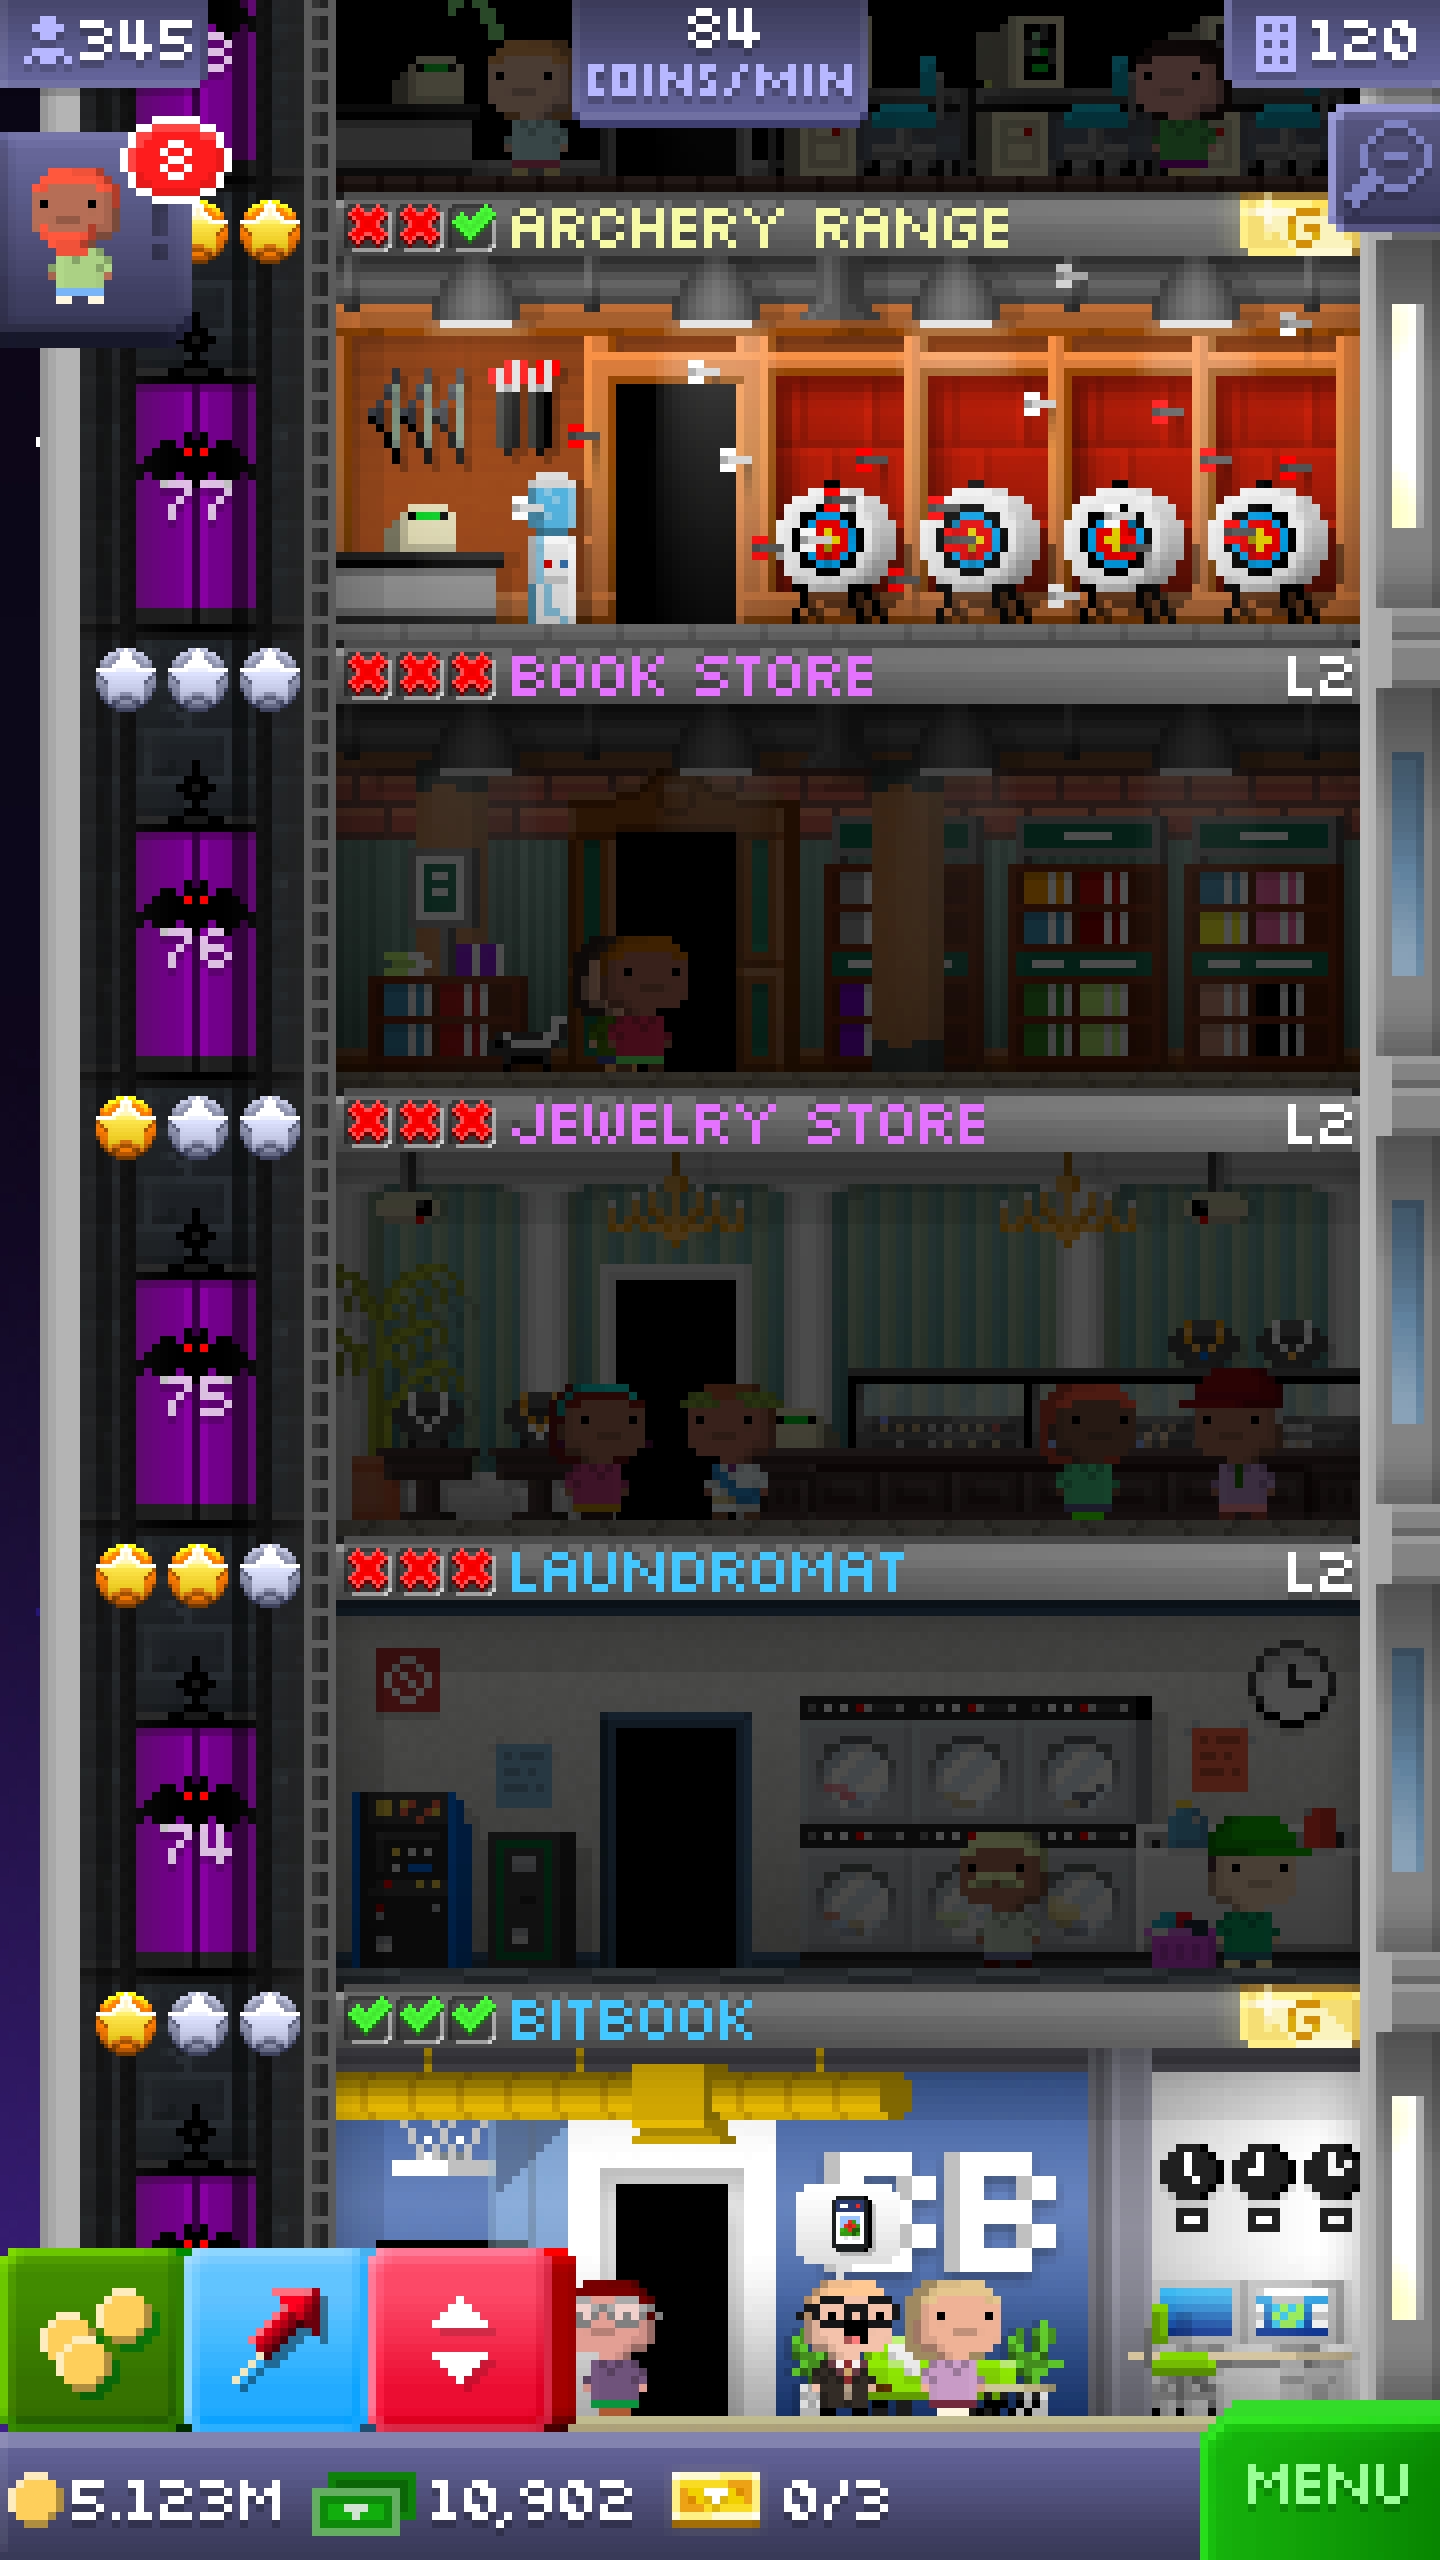 345
84
COINS/MIN
120
8
ARCHERY RANGE
G
77
BOOK STORE
L2
76
JEWELRY STORE
L2
75
LAUNDROMAT
L2
74
BITBOOK
G
B
5.123M
10,902
0/3
MENU